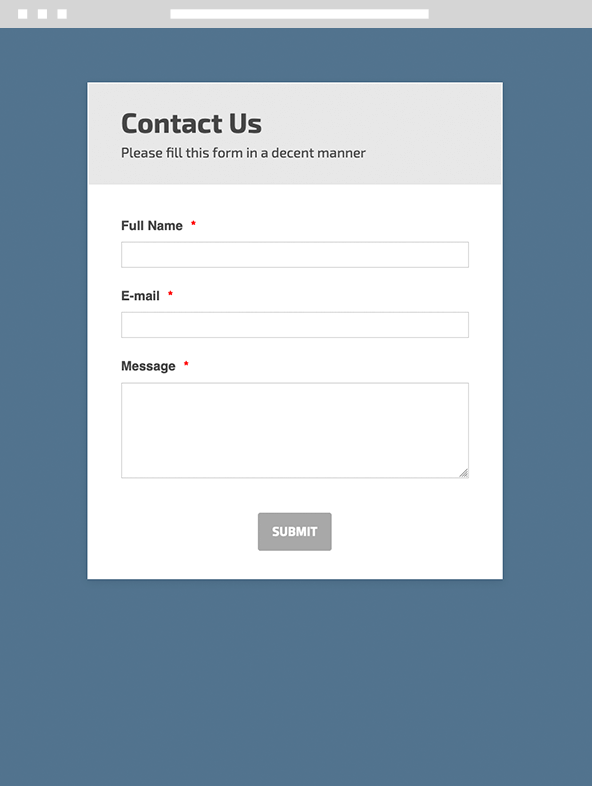 Contact Us
Please fill this form in a decent manner
Full Name *
E-mail *
Message *
SUBMIT